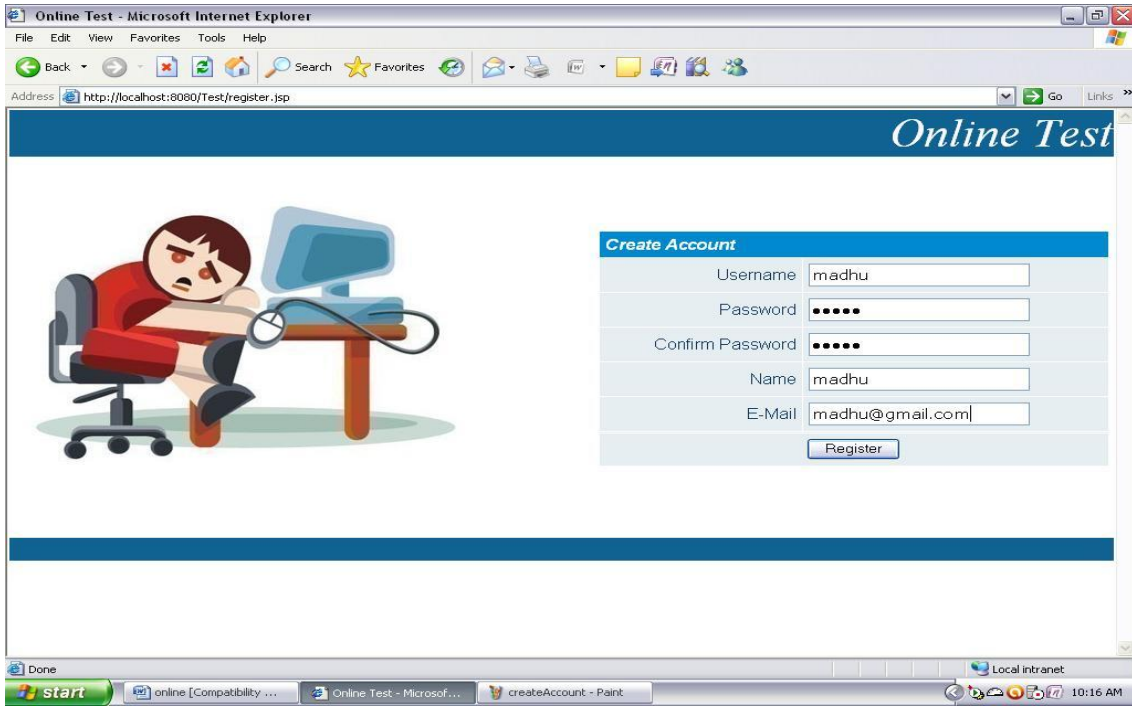 Online Test - Microsoft Internet Explorer
File Edit View Favorites Tools Help
Back Search Favorites
Address http://localhost:8080/Test/register.jsp Go Links »
Online Test
Create Account
Username madhu
Password •••••
Confirm Password •••••
Name madhu
E-Mail madhu@gmail.com
Register
Done Local intranet
start online [Compatibility ... Online Test - Microsof... createAccount - Paint 10:16 AM